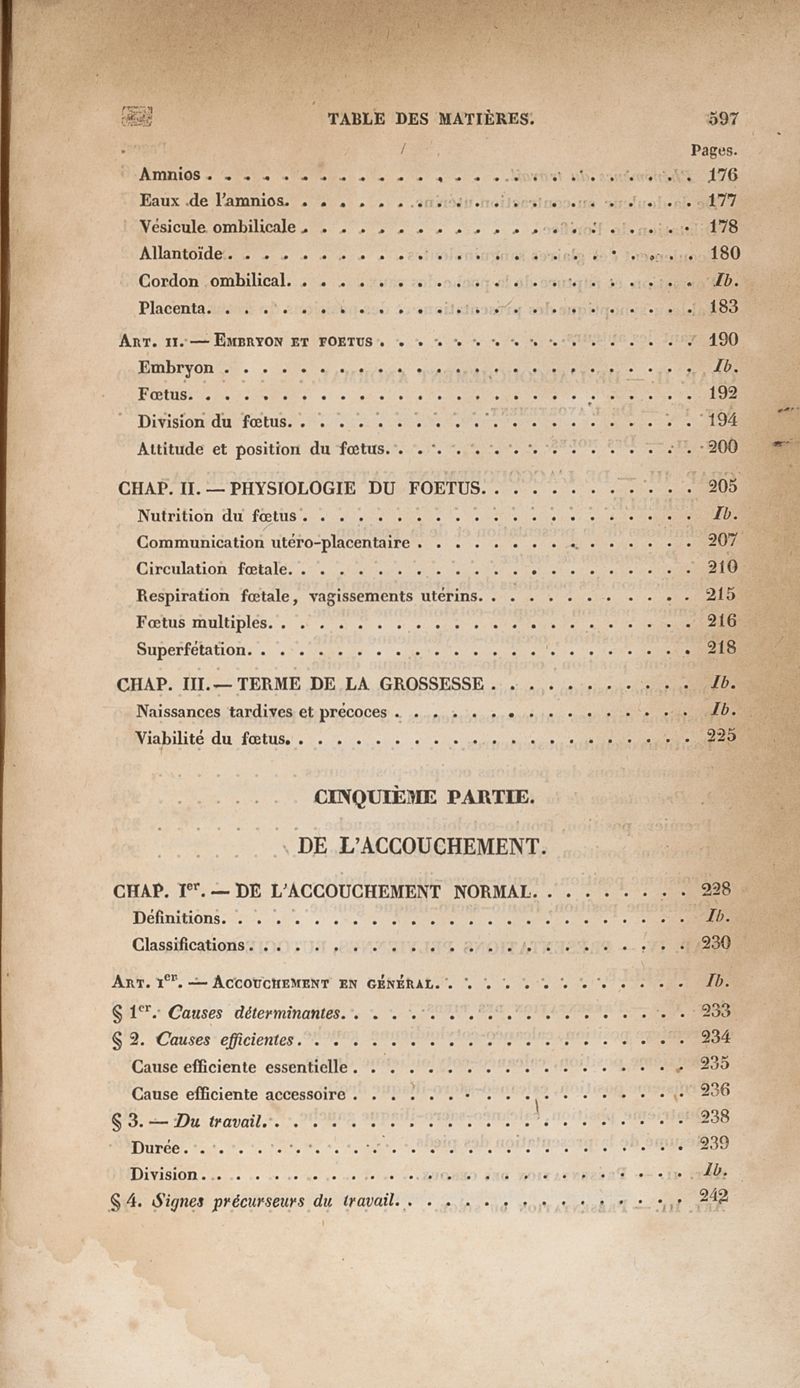 TABLE DES MATIÈRES. 597
Pages.
Amnios . . . . . . . . . . . . . . . . . . . . . . . . . . 176
Eaux de l'amnios. . . . . . . . . . . . . . . . . . . . . . 177
Vésicule ombilicale . . . . . . . . . . . . . . . . . . . . . 178
Allantoïde . . . . . . . . . . . . . . . . . . . . . . . . . 180
Cordon ombilical. . . . . . . . . . . . . . . . . . . . . . Ib.
Placenta. . . . . . . . . . . . . . . . . . . . . . . . . . 183
ART. II. — EMBRYON ET FOETUS . . . . . . . . . . . . . . . . . 190
Embryon . . . . . . . . . . . . . . . . . . . . . . . . . Ib.
Fœtus. . . . . . . . . . . . . . . . . . . . . . . . . . . 192
Division du fœtus. . . . . . . . . . . . . . . . . . . . . . 194
Attitude et position du fœtus. . . . . . . . . . . . . . . . . 200
CHAP. II. — PHYSIOLOGIE DU FOETUS. . . . . . . . . . . . 205
Nutrition du fœtus . . . . . . . . . . . . . . . . . . . . . Ib.
Communication utéro-placentaire . . . . . . . . . . . . . . . 207
Circulation fœtale. . . . . . . . . . . . . . . . . . . . . . 210
Respiration fœtale, vagissements utérins. . . . . . . . . . . . 215
Fœtus multiples. . . . . . . . . . . . . . . . . . . . . . . 216
Superfétation. . . . . . . . . . . . . . . . . . . . . . . . 218
CHAP. III. — TERME DE LA GROSSESSE . . . . . . . . . . . Ib.
Naissances tardives et précoces . . . . . . . . . . . . . . . . Ib.
Viabilité du fœtus. . . . . . . . . . . . . . . . . . . . . . 225
CINQUIÈME PARTIE.
DE L'ACCOUCHEMENT.
CHAP. Ier. — DE L'ACCOUCHEMENT NORMAL. . . . . . . . . 228
Définitions. . . . . . . . . . . . . . . . . . . . . . . . . Ib.
Classifications . . . . . . . . . . . . . . . . . . . . . . . 230
ART. Ier. — ACCOUCHEMENT EN GÉNÉRAL. . . . . . . . . . . . . . Ib.
§ 1er. Causes déterminantes. . . . . . . . . . . . . . . . . . . 233
§ 2. Causes efficientes. . . . . . . . . . . . . . . . . . . . . 234
Cause efficiente essentielle . . . . . . . . . . . . . . . . . . 235
Cause efficiente accessoire . . . . . . . . . . . . . . . . . . 236
§ 3. — Du travail. . . . . . . . . . . . . . . . . . . . . . . 238
Durée. . . . . . . . . . . . . . . . . . . . . . . . . . . 239
Division. . . . . . . . . . . . . . . . . . . . . . . . . . Ib.
§ 4. Signes précurseurs du travail. . . . . . . . . . . . . . . . 242